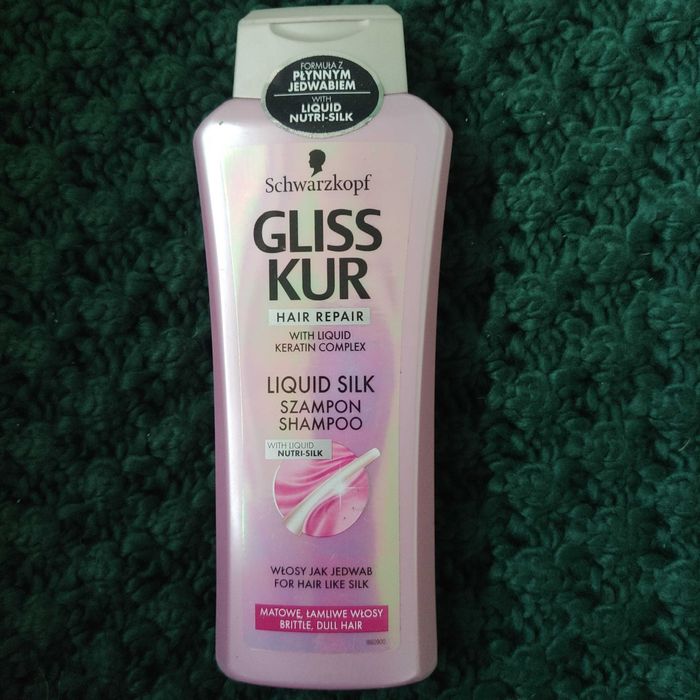 FORMUŁA Z
PŁYNNYM
JEDWABIEM
WITH
LIQUID
NUTRI-SILK
Schwarzkopf
GLISS
KUR
HAIR REPAIR
WITH LIQUID
KERATIN COMPLEX
LIQUID SILK
SZAMPON
SHAMPOO
WITH LIQUID
NUTRI-SILK
WŁOSY JAK JEDWAB
FOR HAIR LIKE SILK
MATOWE, ŁAMLIWE WŁOSY
BRITTLE, DULL HAIR